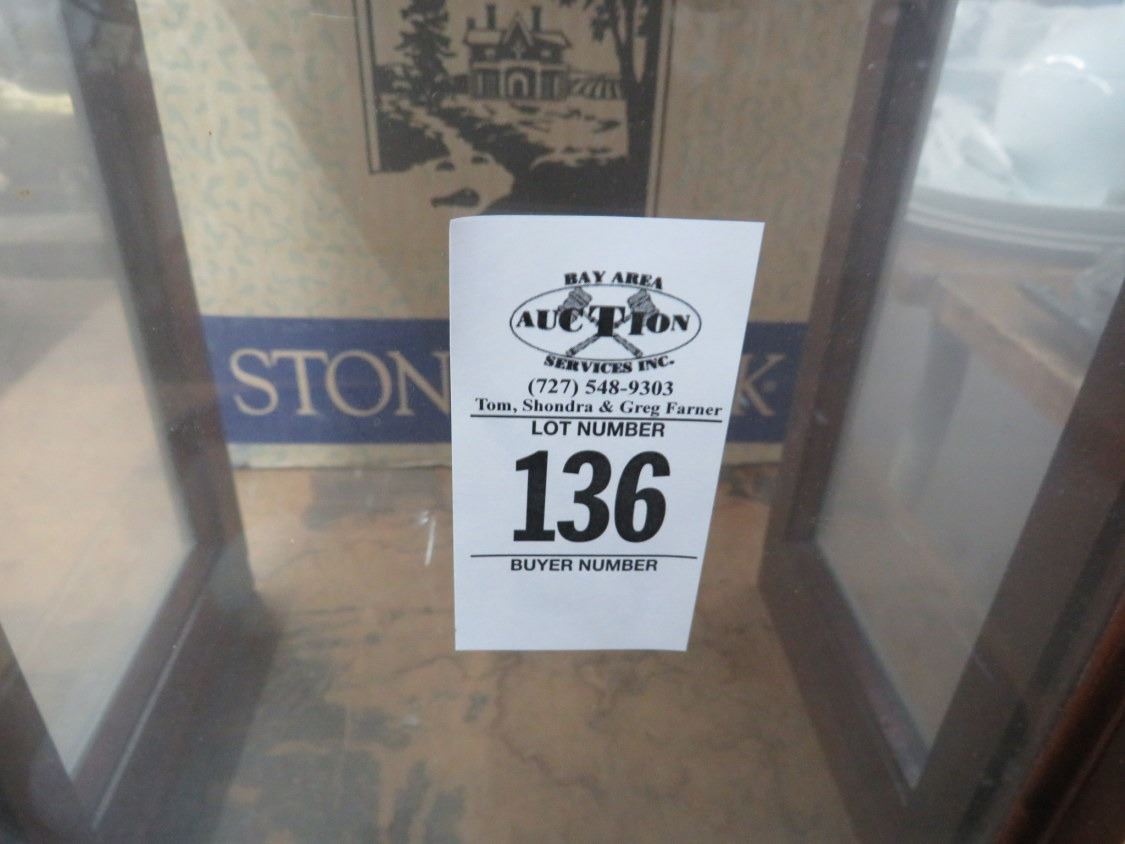 BAY AREA
AUCTION
SERVICES INC.
(727) 548-9303
Tom, Shondra & Greg Farner
LOT NUMBER
136
BUYER NUMBER